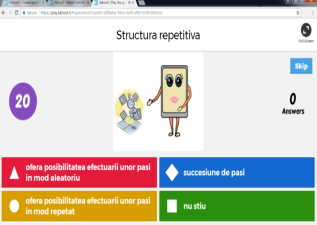 Structura repetitiva
Skip
20
0
Answers
ofera posibilitatea efectuarii unor pasi
in mod aleatoriu
succesiune de pasi
ofera posibilitatea efectuarii unor pasi
in mod repetat
nu stiu